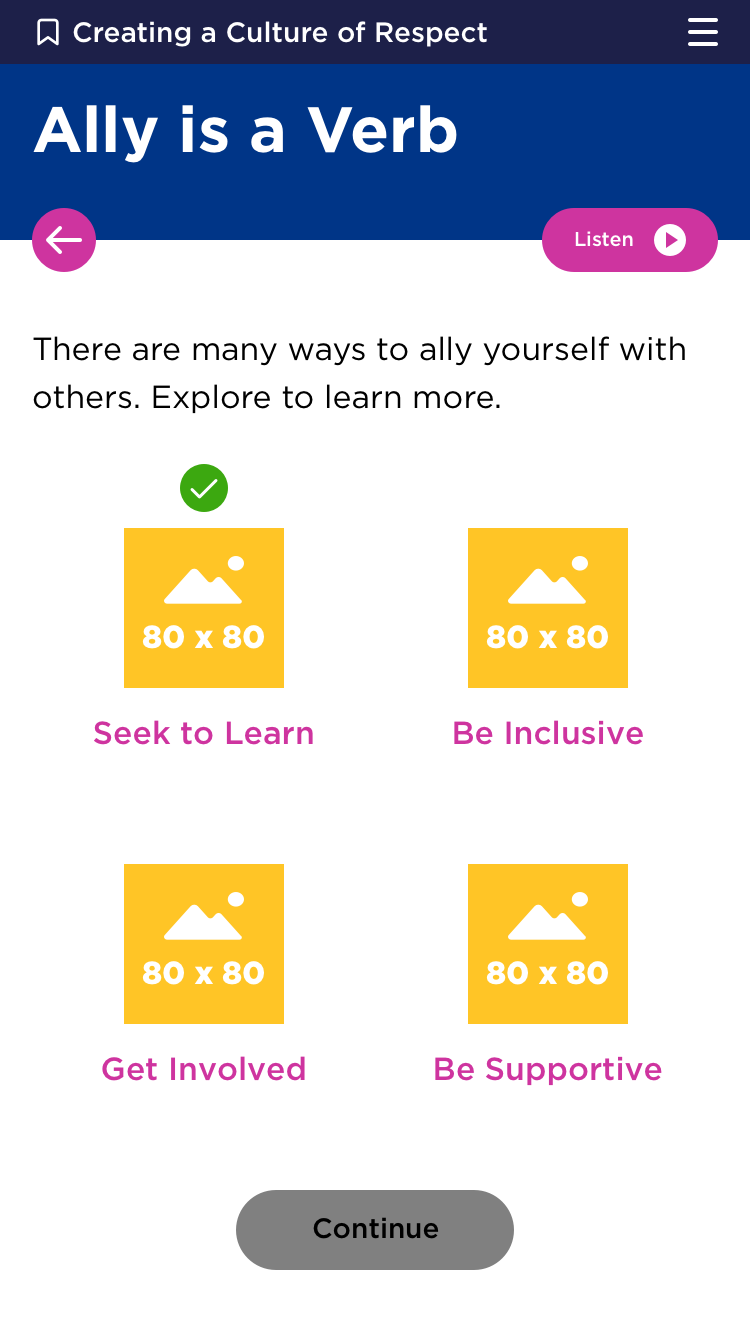 Creating a Culture of Respect
Ally is a Verb
Listen
There are many ways to ally yourself with
others. Explore to learn more.
80 x 80
80 x 80
Seek to Learn
Be Inclusive
80 x 80
80 x 80
Get Involved
Be Supportive
Continue